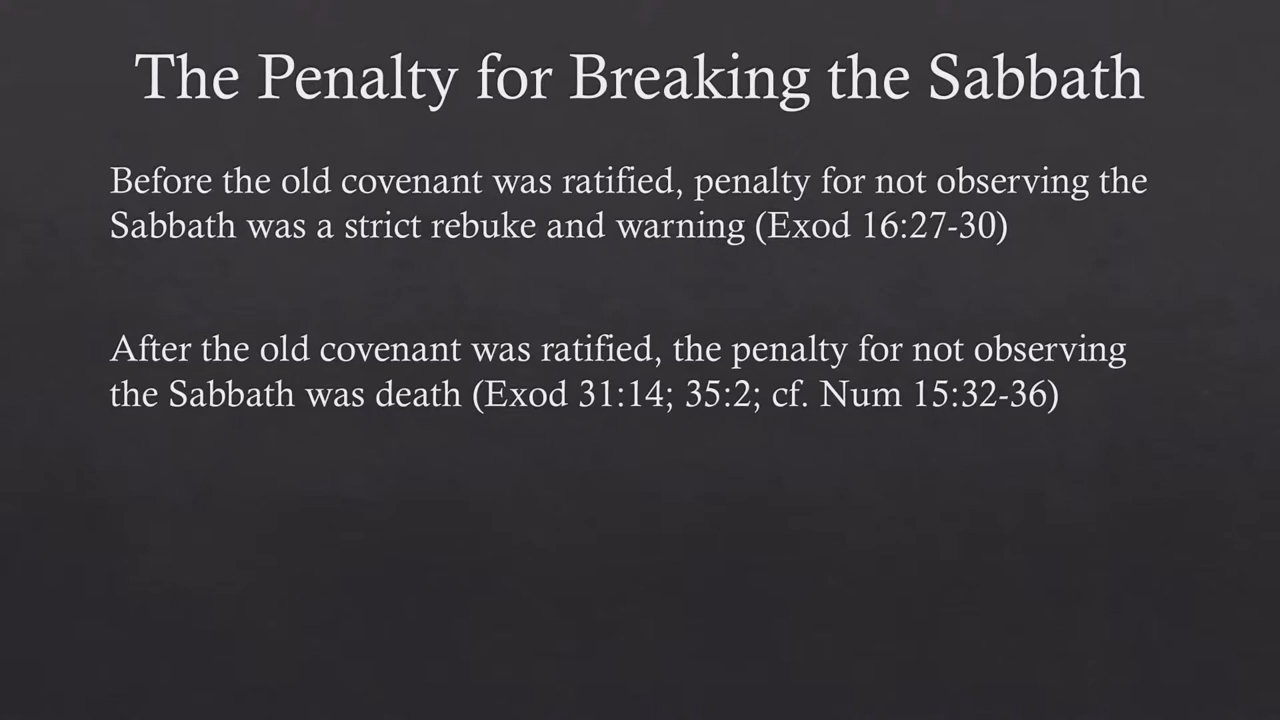 The Penalty for Breaking the Sabbath
Before the old covenant was ratified, penalty for not observing the
Sabbath was a strict rebuke and warning (Exod 16:27-30)
After the old covenant was ratified, the penalty for not observing
the Sabbath was death (Exod 31:14; 35:2; cf. Num 15:32-36)